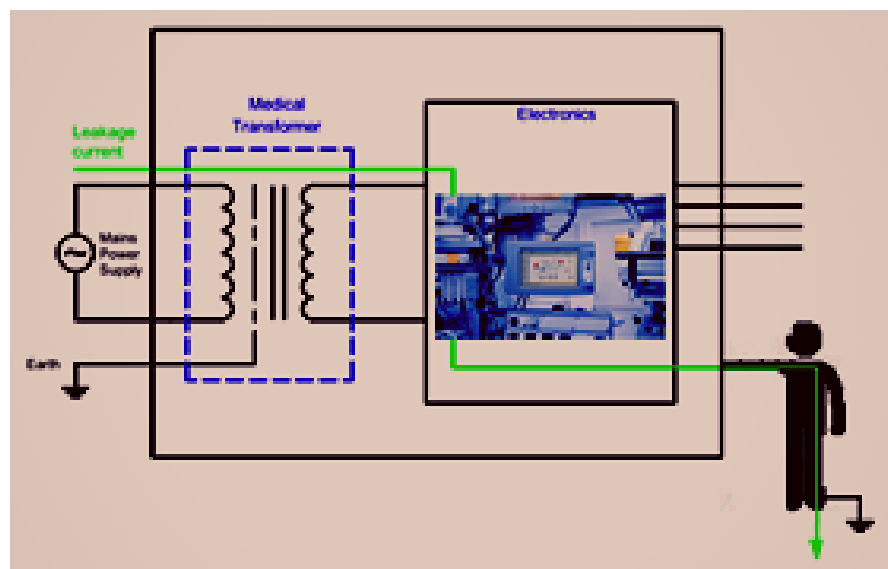 Medical
Transformer
Electronics
Leakage
current
Mains
Power
Supply
Earth